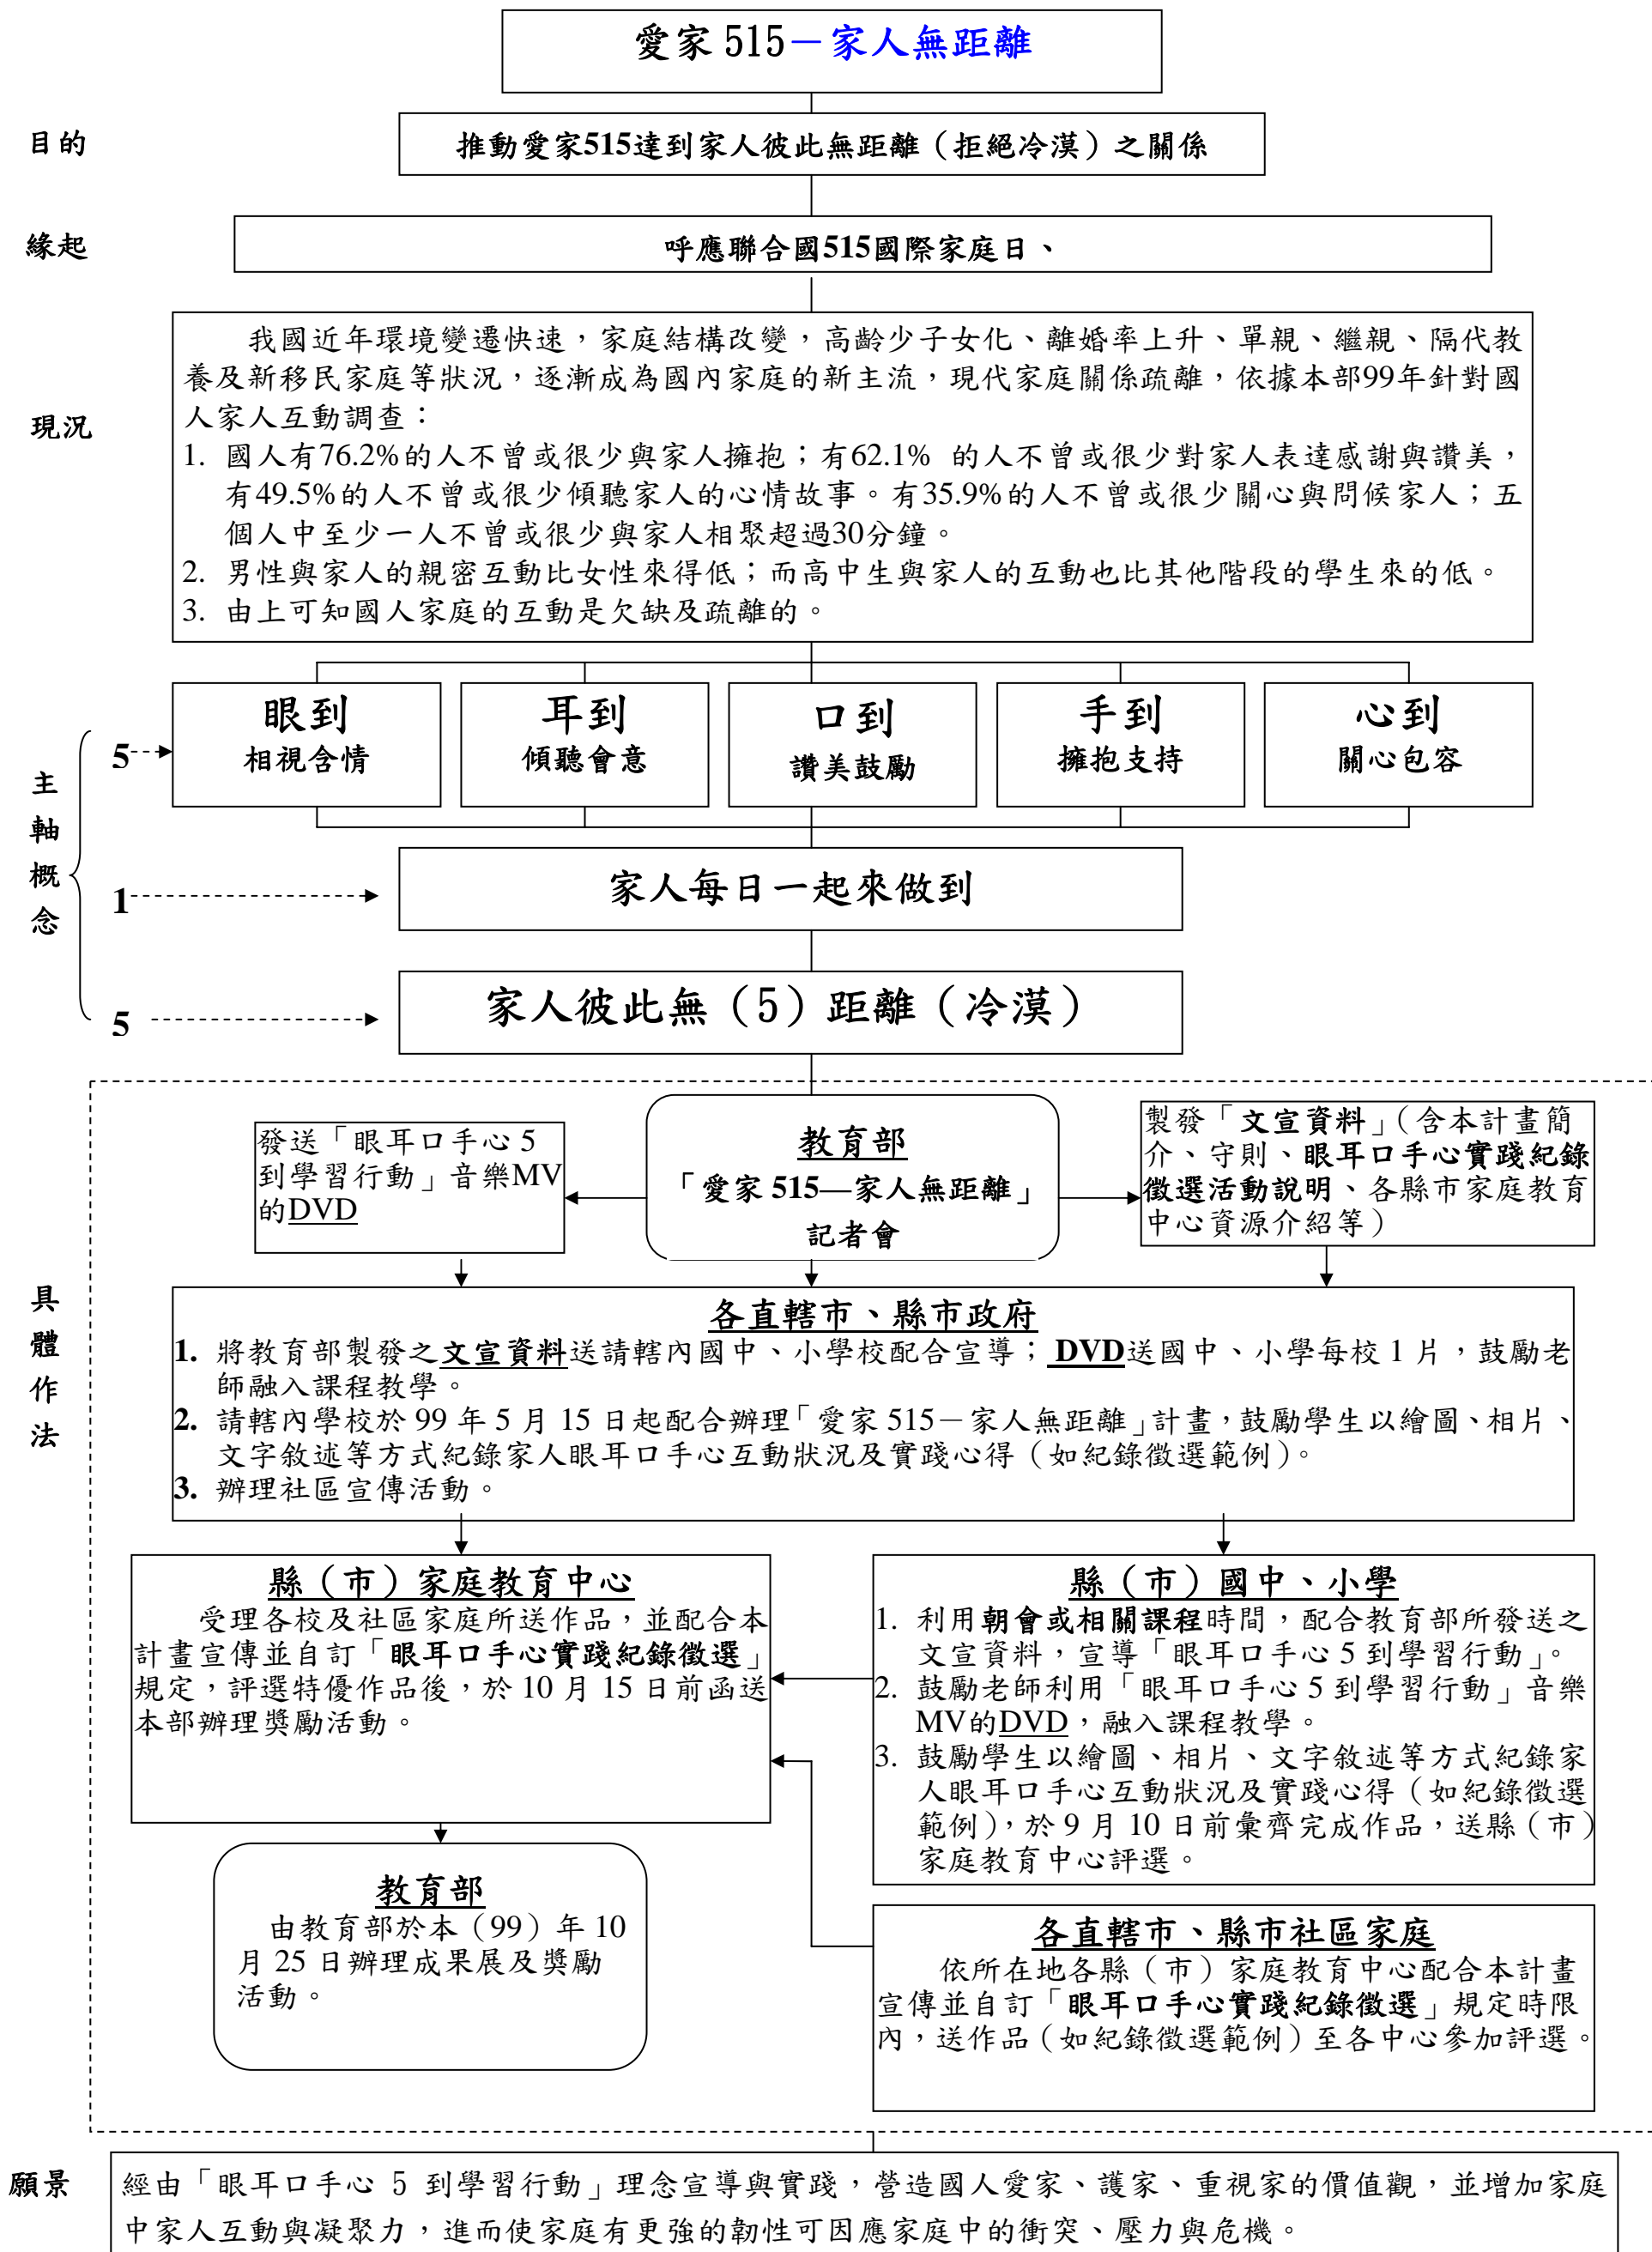 愛家 515－家人無距離
目的
推動愛家515達到家人彼此無距離（拒絕冷漠）之關係
緣起
呼應聯合國515國際家庭日、
現況
我國近年環境變遷快速，家庭結構改變，高齡少子女化、離婚率上升、單親、繼親、隔代教
養及新移民家庭等狀況，逐漸成為國內家庭的新主流，現代家庭關係疏離，依據本部99年針對國
人家人互動調查：
1. 國人有76.2%的人不曾或很少與家人擁抱；有62.1% 的人不曾或很少對家人表達感謝與讚美，
有49.5%的人不曾或很少傾聽家人的心情故事。有35.9%的人不曾或很少關心與問候家人；五
個人中至少一人不曾或很少與家人相聚超過30分鐘。
2. 男性與家人的親密互動比女性來得低；而高中生與家人的互動也比其他階段的學生來的低。
3. 由上可知國人家庭的互動是欠缺及疏離的。
主軸概念
5
眼到
相視含情
耳到
傾聽會意
口到
讚美鼓勵
手到
擁抱支持
心到
關心包容
1
家人每日一起來做到
5
家人彼此無（5）距離（冷漠）
具體作法
發送「眼耳口手心 5
到學習行動」音樂MV
的DVD
教育部
「愛家 515—家人無距離」
記者會
製發「文宣資料」（含本計畫簡
介、守則、眼耳口手心實踐紀錄
徵選活動說明、各縣市家庭教育
中心資源介紹等）
各直轄市、縣市政府
1. 將教育部製發之文宣資料送請轄內國中、小學校配合宣導； DVD送國中、小學每校 1 片，鼓勵老
師融入課程教學。
2. 請轄內學校於 99 年 5 月 15 日起配合辦理「愛家 515－家人無距離」計畫，鼓勵學生以繪圖、相片、
文字敘述等方式紀錄家人眼耳口手心互動狀況及實踐心得（如紀錄徵選範例）。
3. 辦理社區宣傳活動。
縣（市）家庭教育中心
受理各校及社區家庭所送作品，並配合本
計畫宣傳並自訂「眼耳口手心實踐紀錄徵選」
規定，評選特優作品後，於 10 月 15 日前函送
本部辦理獎勵活動。
縣（市）國中、小學
1. 利用朝會或相關課程時間，配合教育部所發送之
文宣資料，宣導「眼耳口手心 5 到學習行動」。
2. 鼓勵老師利用「眼耳口手心 5 到學習行動」音樂
MV的DVD，融入課程教學。
3. 鼓勵學生以繪圖、相片、文字敘述等方式紀錄家
人眼耳口手心互動狀況及實踐心得（如紀錄徵選
範例），於 9 月 10 日前彙齊完成作品，送縣（市）
家庭教育中心評選。
教育部
由教育部於本（99）年 10
月 25 日辦理成果展及獎勵
活動。
各直轄市、縣市社區家庭
依所在地各縣（市）家庭教育中心配合本計畫
宣傳並自訂「眼耳口手心實踐紀錄徵選」規定時限
內，送作品（如紀錄徵選範例）至各中心參加評選。
願景
經由「眼耳口手心 5 到學習行動」理念宣導與實踐，營造國人愛家、護家、重視家的價值觀，並增加家庭
中家人互動與凝聚力，進而使家庭有更強的韌性可因應家庭中的衝突、壓力與危機。